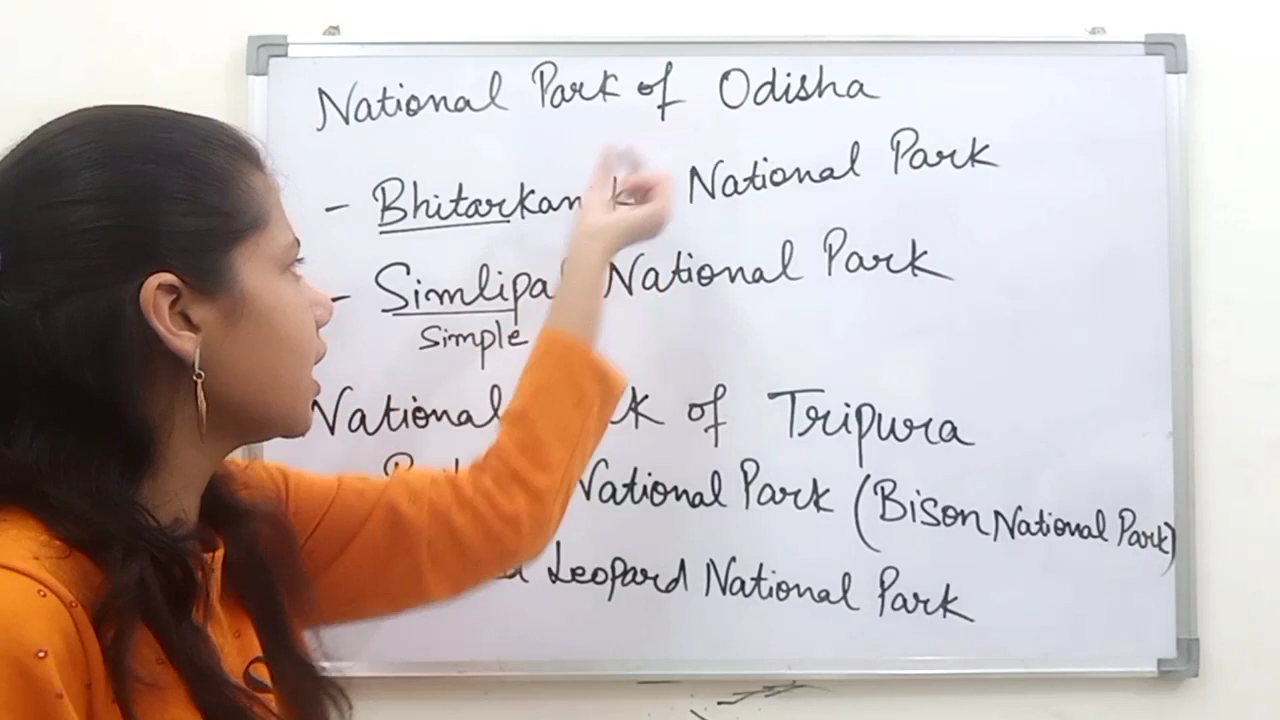 National Park of Odisha
- Bhitarkan National Park
- Simlipa National Park
Simple
National of Tripura
National Park (Bison National Park)
Leopard National Park